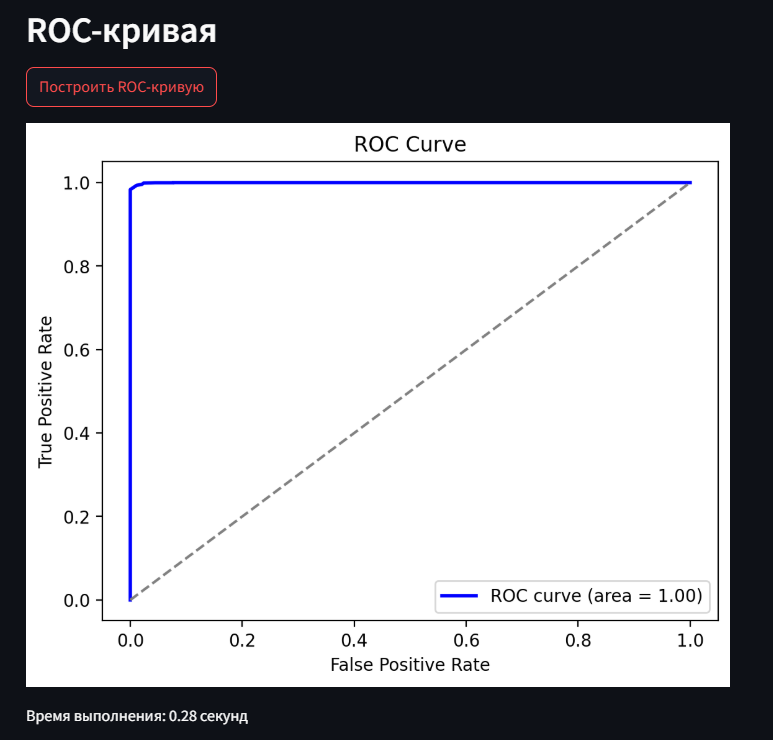 ROC-кривая
Построить ROC-кривую
ROC Curve
True Positive Rate
1.0
0.8
0.6
0.4
0.2
0.0
ROC curve (area = 1.00)
0.0 0.2 0.4 0.6 0.8 1.0
False Positive Rate
Время выполнения: 0.28 секунд